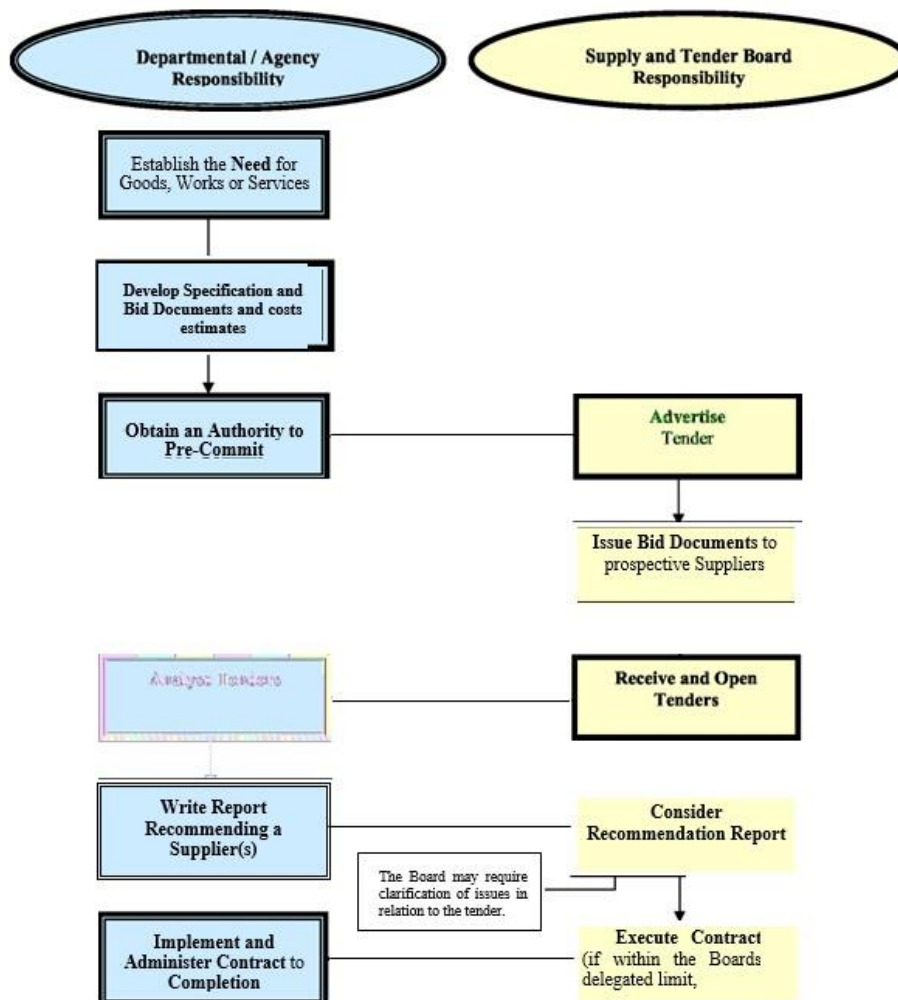 Departmental / Agency
Responsibility
Supply and Tender Board
Responsibility
Establish the Need for
Goods, Works or Services
Develop Specification and
Bid Documents and costs
estimates
Obtain an Authority to
Pre-Commit
Advertise
Tender
Issue Bid Documents to
prospective Suppliers
Receive and Open
Tenders
Write Report
Recommending a
Supplier(s)
Consider
Recommendation Report
The Board may require
clarification of issues in
relation to the tender.
Execute Contract
(if within the Boards
delegated limit,
Implement and
Administer Contract to
Completion